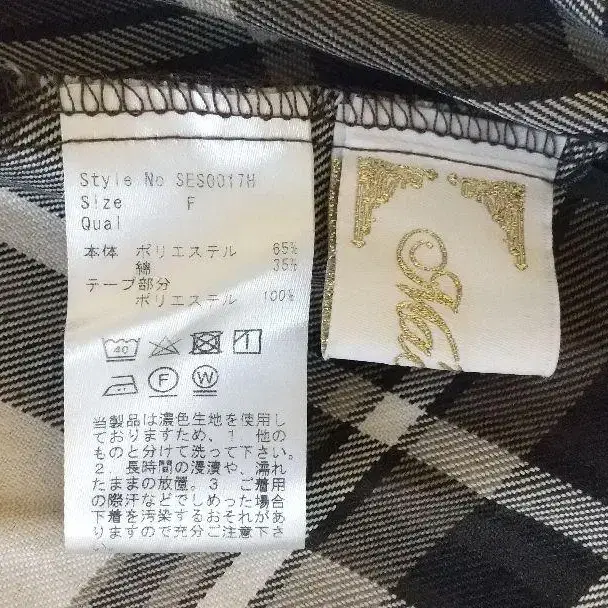 Style No SES0017H
Size F
Qual
本体 ポリエステル 65%
綿 35%
テープ部分
ポリエステル 100%
40
F
W
当製品は濃色生地を使用し
ておりますため、1 他の
ものと分けて洗って下さい。
2．長時間の浸漬や、濡れ
たままの放置。3 ご着用
の際汗などでしめった場合
下着を汚染するおそれがあ
りますので充分ご注意下さ
い